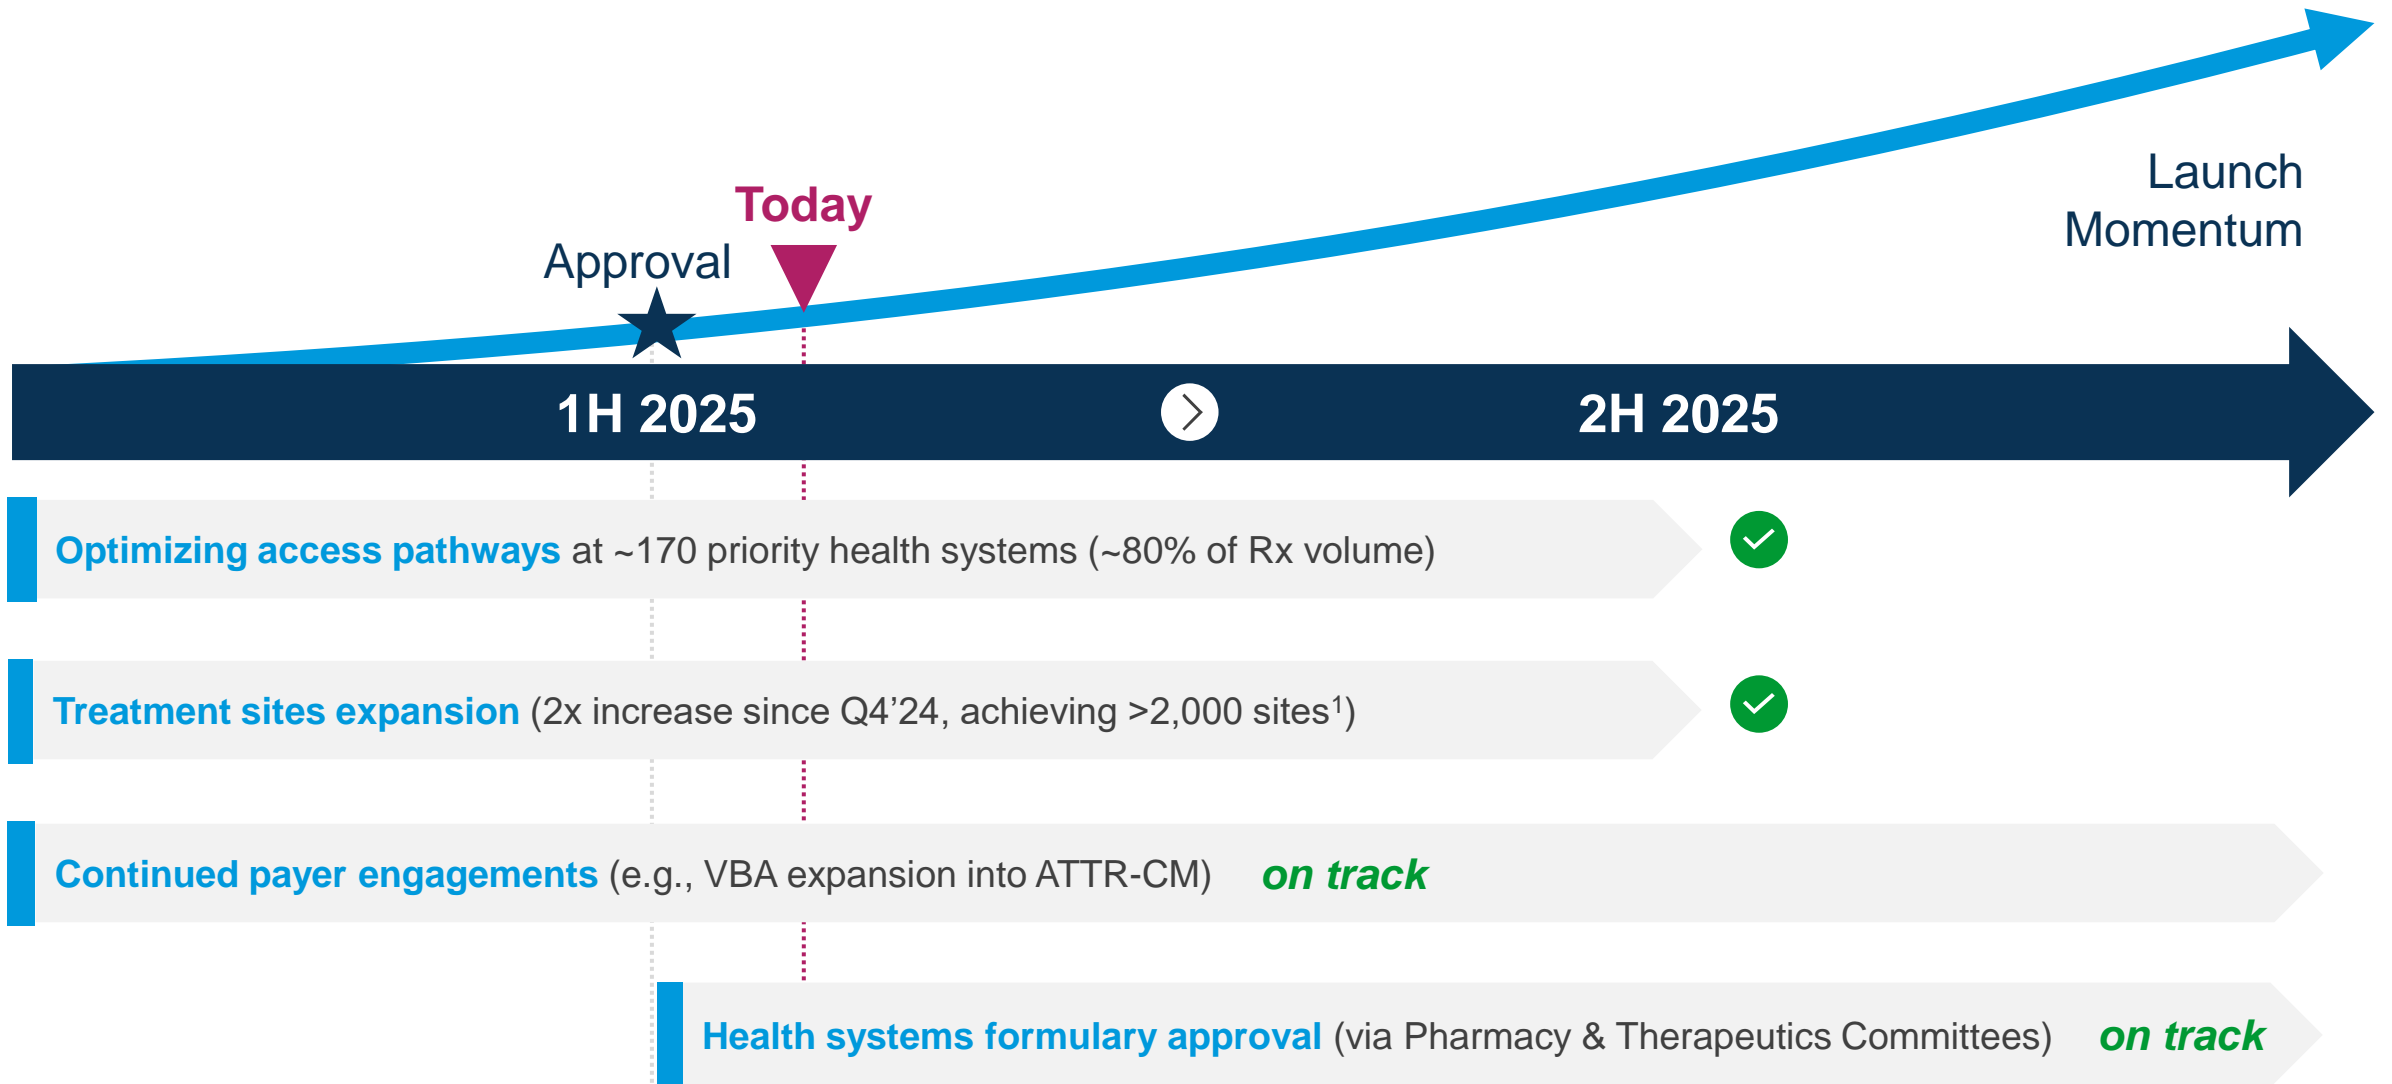 Launch
Momentum
Today
Approval
1H 2025
2H 2025
Optimizing access pathways at ~170 priority health systems (~80% of Rx volume)
Treatment sites expansion (2x increase since Q4’24, achieving >2,000 sites¹)
Continued payer engagements (e.g., VBA expansion into ATTR-CM) on track
Health systems formulary approval (via Pharmacy & Therapeutics Committees) on track